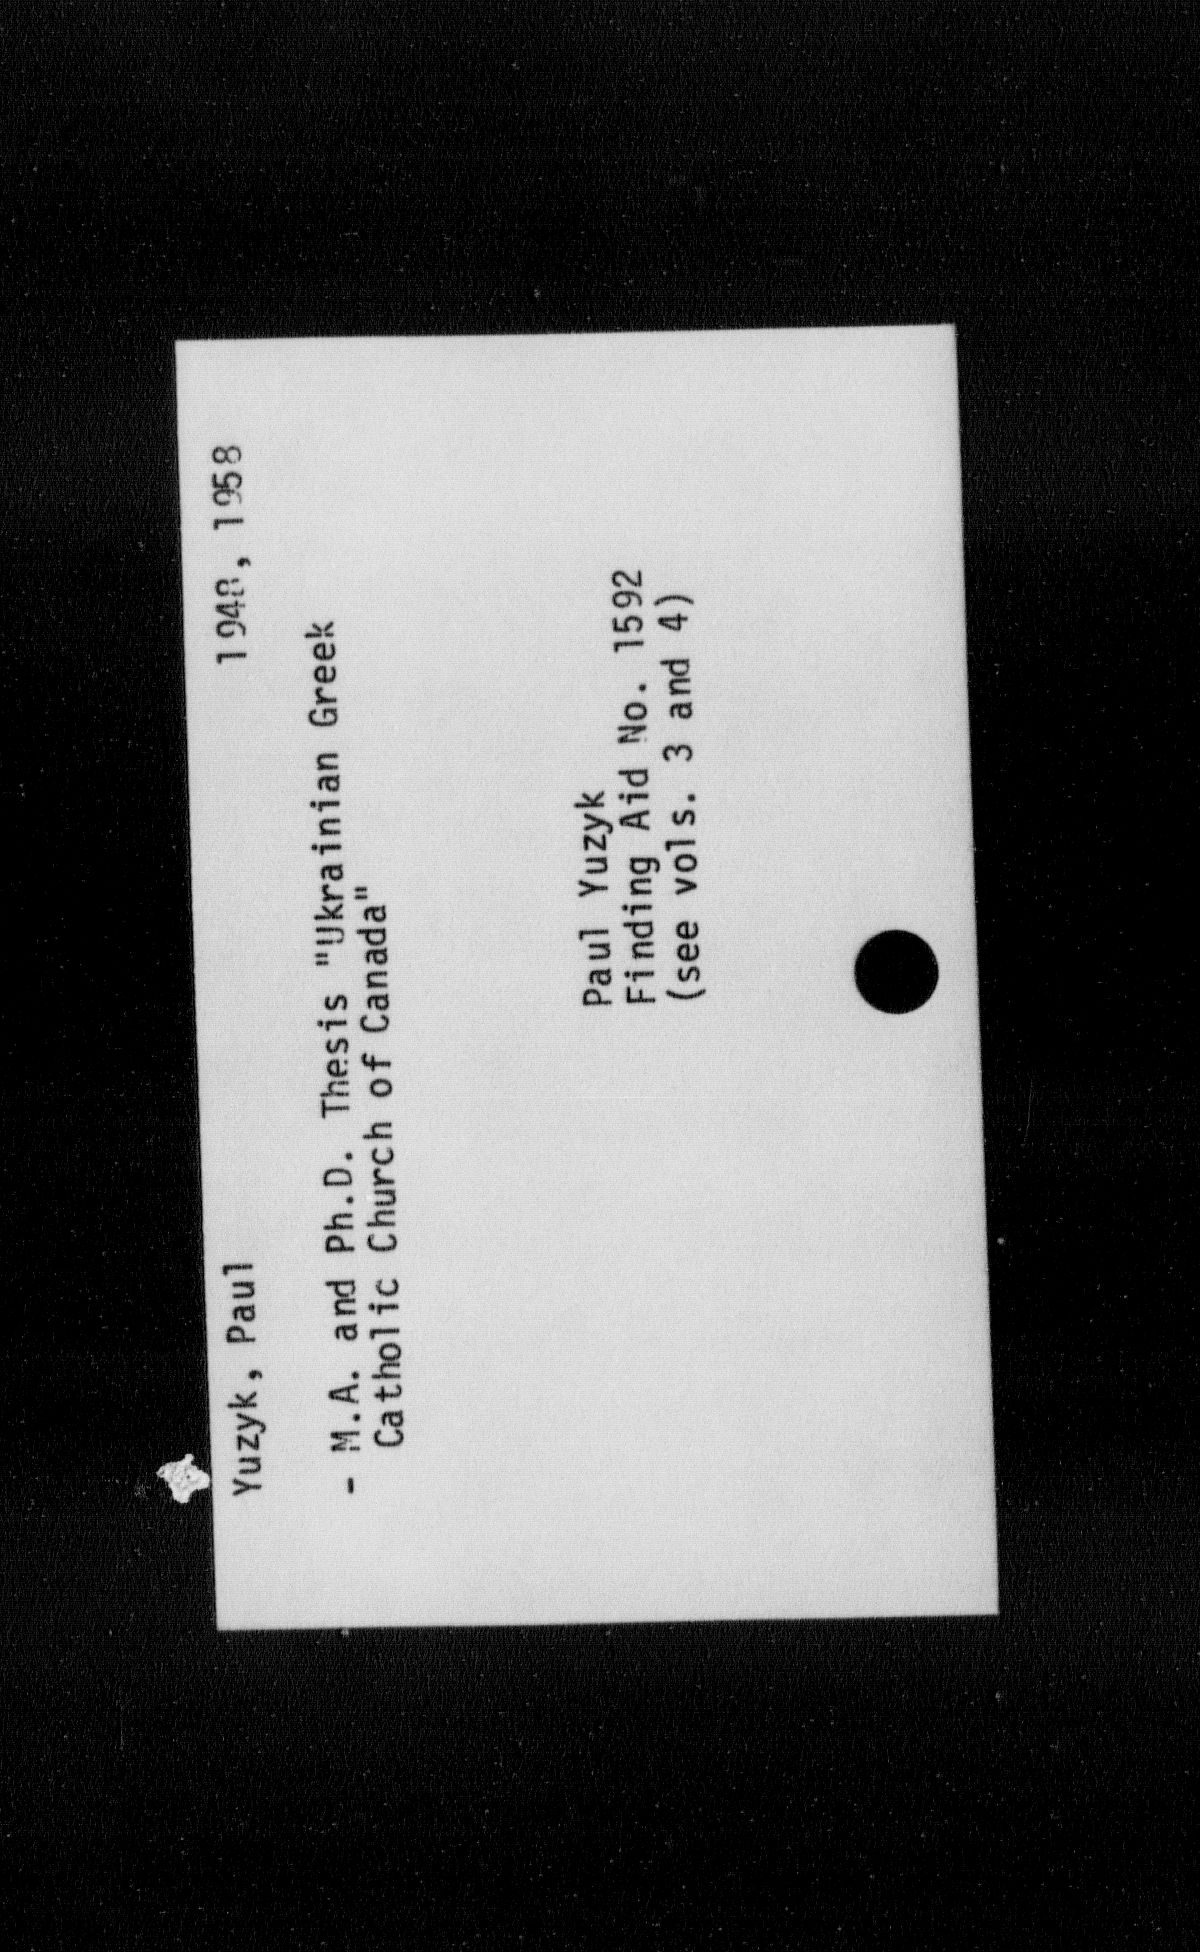 Yuzyk, Paul 1948, 1958
- M.A. and Ph.D. Thesis "Ukrainian Greek
Catholic Church of Canada"
Paul Yuzyk
Finding Aid No. 1592
(see vols. 3 and 4)